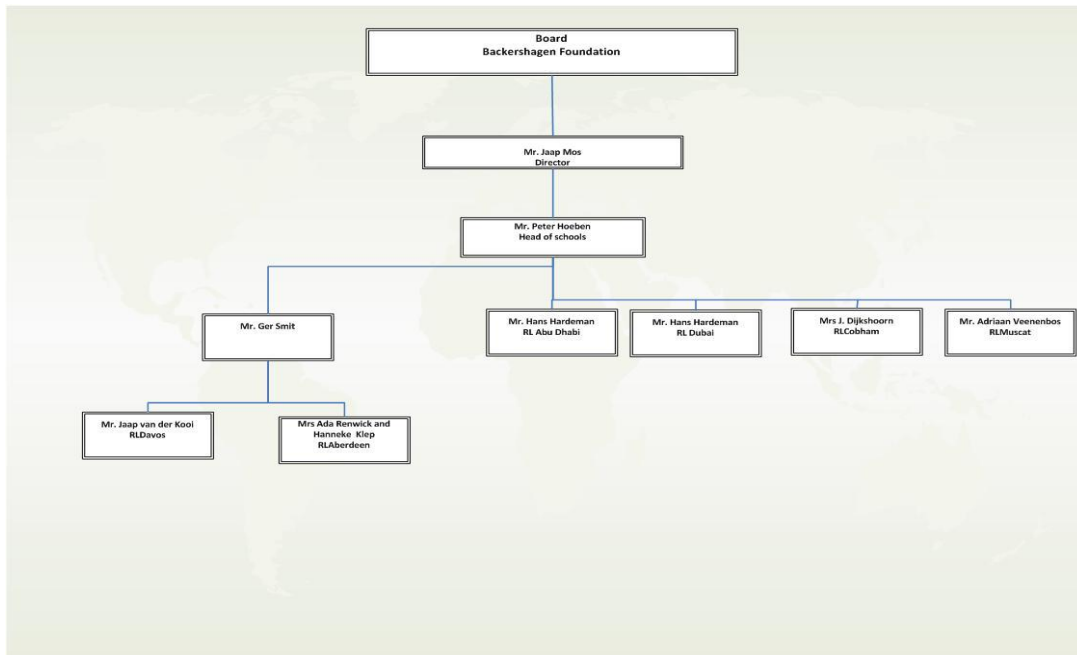 Board
Backershagen Foundation
Mr. Jaap Mos
Director
Mr. Peter Hoeben
Head of schools
Mr. Ger Smit
Mr. Hans Hardeman
RL Abu Dhabi
Mr. Hans Hardeman
RL Dubai
Mrs J. Dijkshoorn
RLCobham
Mr. Adriaan Veenenbos
RLMuscat
Mr. Jaap van der Kooi
RLDavos
Mrs Ada Renwick and
Hanneke Klep
RLAberdeen